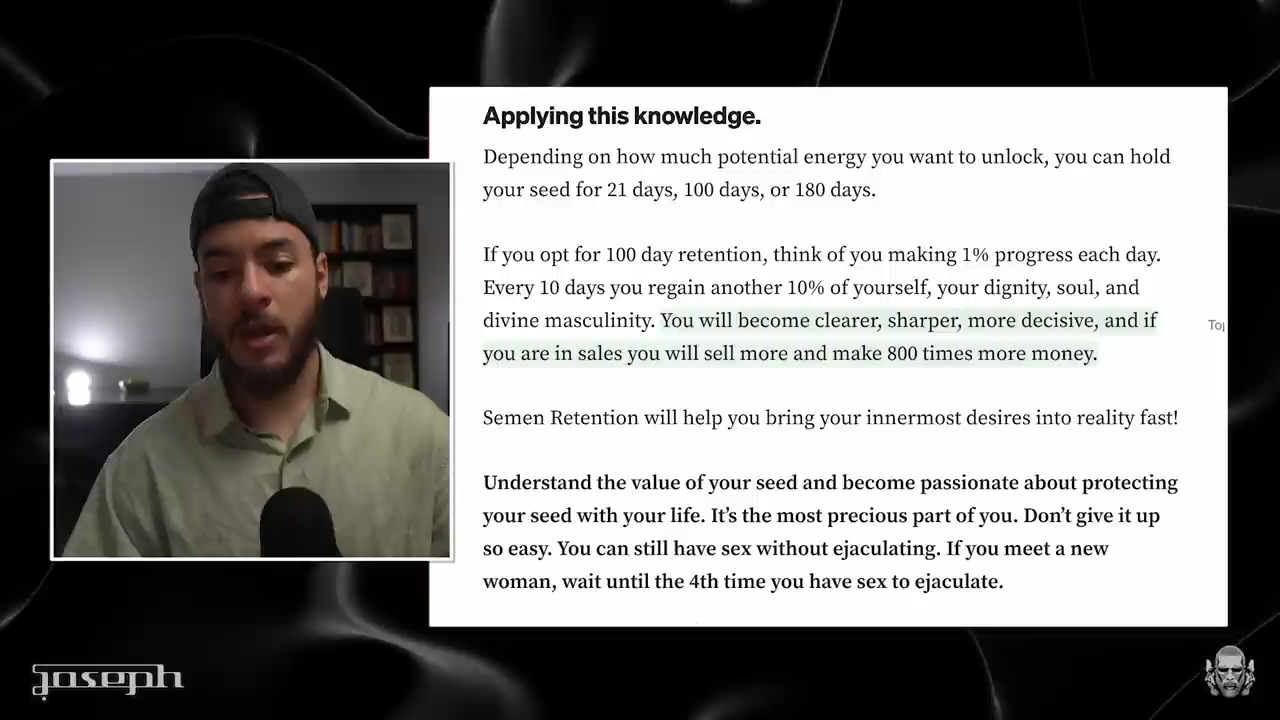 Applying this knowledge.
Depending on how much potential energy you want to unlock, you can hold
your seed for 21 days, 100 days, or 180 days.
If you opt for 100 day retention, think of you making 1% progress each day.
Every 10 days you regain another 10% of yourself, your dignity, soul, and
divine masculinity. You will become clearer, sharper, more decisive, and if
you are in sales you will sell more and make 800 times more money.
Top
Semen Retention will help you bring your innermost desires into reality fast!
Understand the value of your seed and become passionate about protecting
your seed with your life. It’s the most precious part of you. Don’t give it up
so easy. You can still have sex without ejaculating. If you meet a new
woman, wait until the 4th time you have sex to ejaculate.
joseph